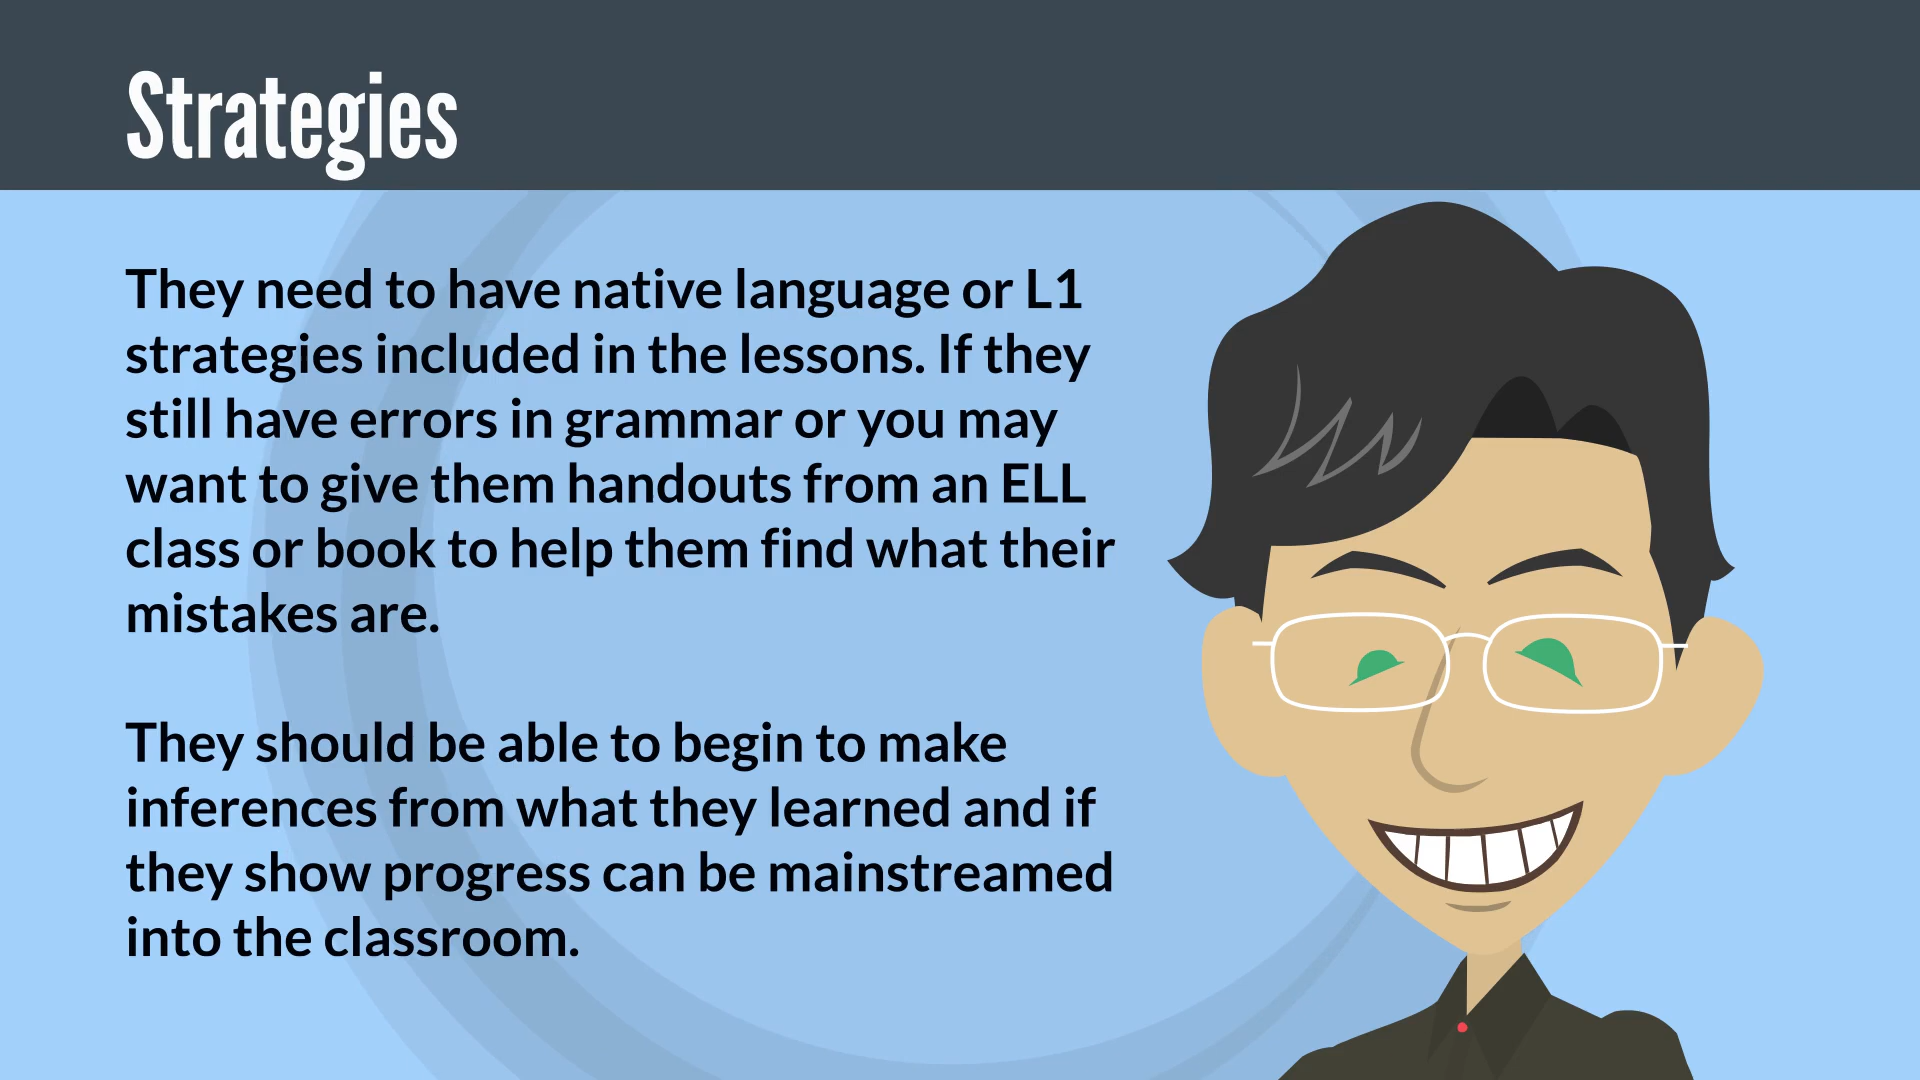 Strategies
They need to have native language or L1
strategies included in the lessons. If they
still have errors in grammar or you may
want to give them handouts from an ELL
class or book to help them find what their
mistakes are.
They should be able to begin to make
inferences from what they learned and if
they show progress can be mainstreamed
into the classroom.